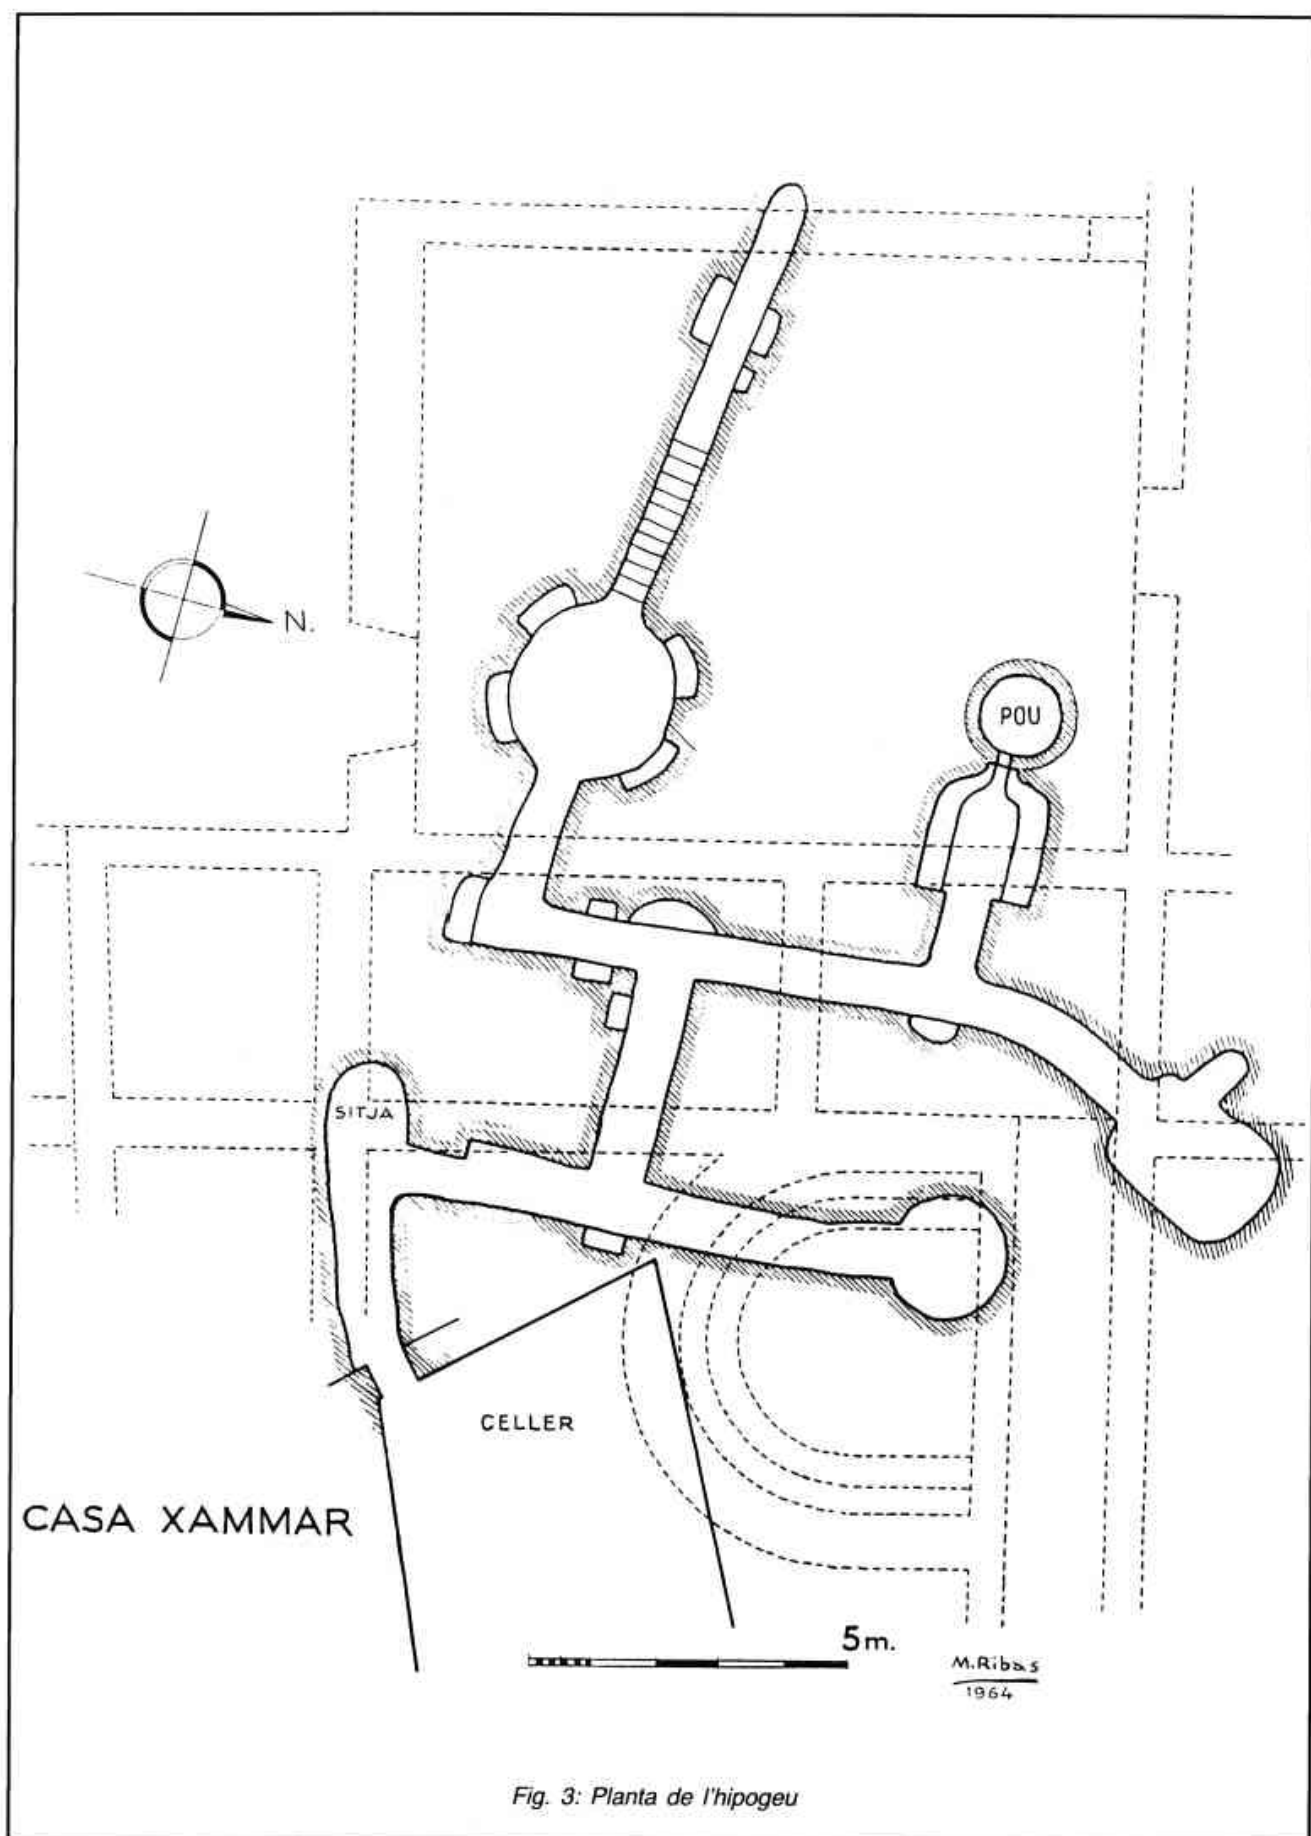 N.
POU
SITJA
CELLER
CASA XAMMAR
5m.
M.Ribas
1964
Fig. 3: Planta de l'hipogeu